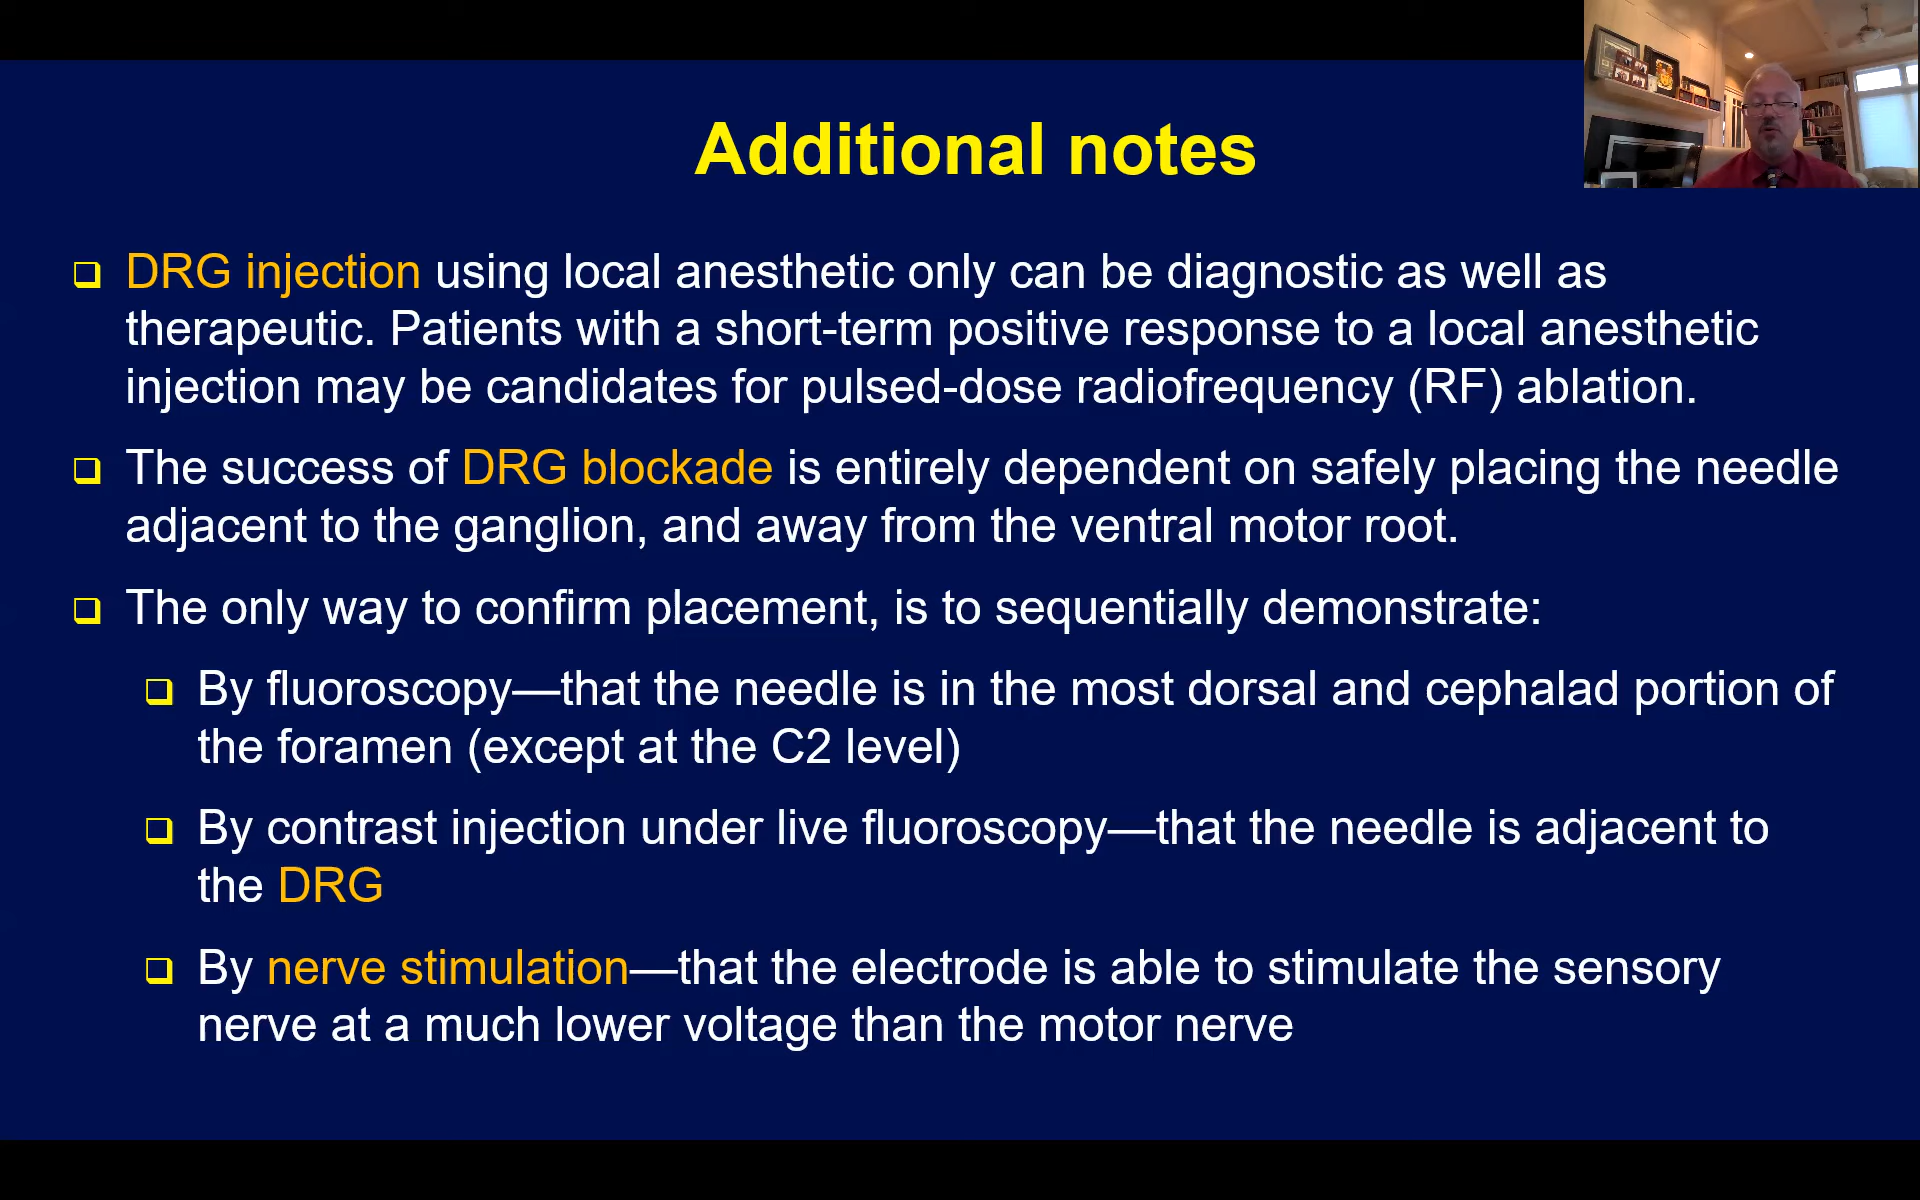 Additional notes
DRG injection using local anesthetic only can be diagnostic as well as
therapeutic. Patients with a short-term positive response to a local anesthetic
injection may be candidates for pulsed-dose radiofrequency (RF) ablation.
The success of DRG blockade is entirely dependent on safely placing the needle
adjacent to the ganglion, and away from the ventral motor root.
The only way to confirm placement, is to sequentially demonstrate:
By fluoroscopy—that the needle is in the most dorsal and cephalad portion of
the foramen (except at the C2 level)
By contrast injection under live fluoroscopy—that the needle is adjacent to
the DRG
By nerve stimulation—that the electrode is able to stimulate the sensory
nerve at a much lower voltage than the motor nerve